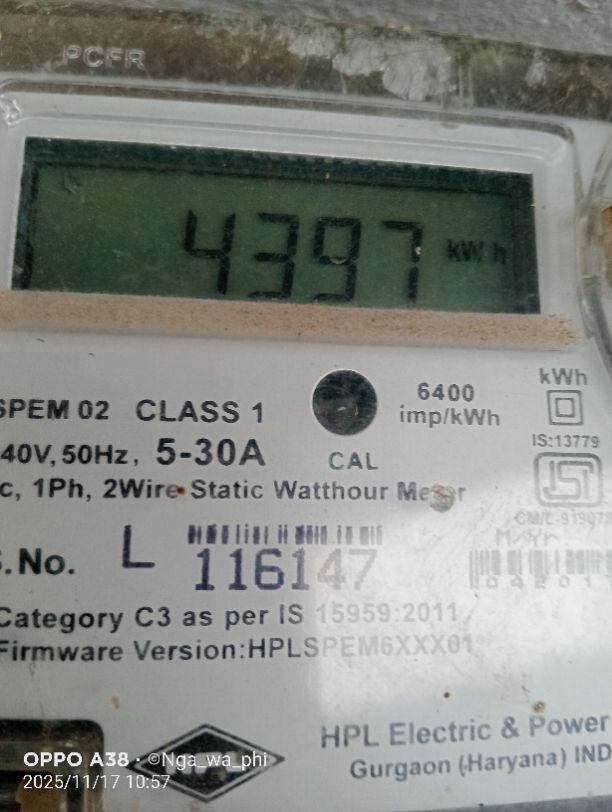 PCFR
4397 kW h
kWh
SPEM 02 CLASS 1
6400
imp/kWh
IS:13779
40V, 50Hz, 5-30A
CAL
c, 1Ph, 2Wire Static Watthour Meter
ISI
.No. L 116147
Category C3 as per IS 15959:2011
Firmware Version:HPLSPEM6XXX01
HPL Electric & Power
Gurgaon (Haryana) IND
OPPO A38 · ©Nga_wa_phi
2025/11/17 10:57